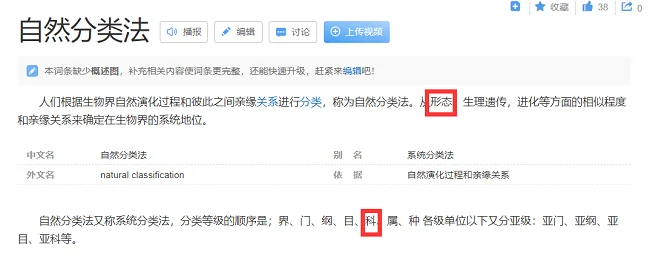 收藏 38 0
自然分类法 播报 编辑 讨论 上传视频
本词条缺少概述图，补充相关内容使词条更完整，还能快速升级，赶紧来编辑吧！
人们根据生物界自然演化过程和彼此之间亲缘关系进行分类，称为自然分类法。从形态、生理遗传，进化等方面的相似程度
和亲缘关系来确定在生物界的系统地位。
中文名 自然分类法 别名 系统分类法
外文名 natural classification 依据 自然演化过程和亲缘关系
自然分类法又称系统分类法，分类等级的顺序是；界、门、纲、目、科、属、种 各级单位以下又分亚级：亚门、亚纲、亚
目、亚科等。